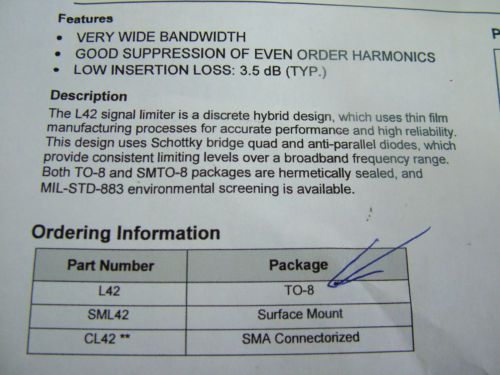 Features
• VERY WIDE BANDWIDTH
• GOOD SUPPRESSION OF EVEN ORDER HARMONICS
• LOW INSERTION LOSS: 3.5 dB (TYP.)
Description
The L42 signal limiter is a discrete hybrid design, which uses thin film
manufacturing processes for accurate performance and high reliability.
This design uses Schottky bridge quad and anti-parallel diodes, which
provide consistent limiting levels over a broadband frequency range.
Both TO-8 and SMTO-8 packages are hermetically sealed, and
MIL-STD-883 environmental screening is available.
Ordering Information
Part Number Package
L42 TO-8
SML42 Surface Mount
CL42 ** SMA Connectorized